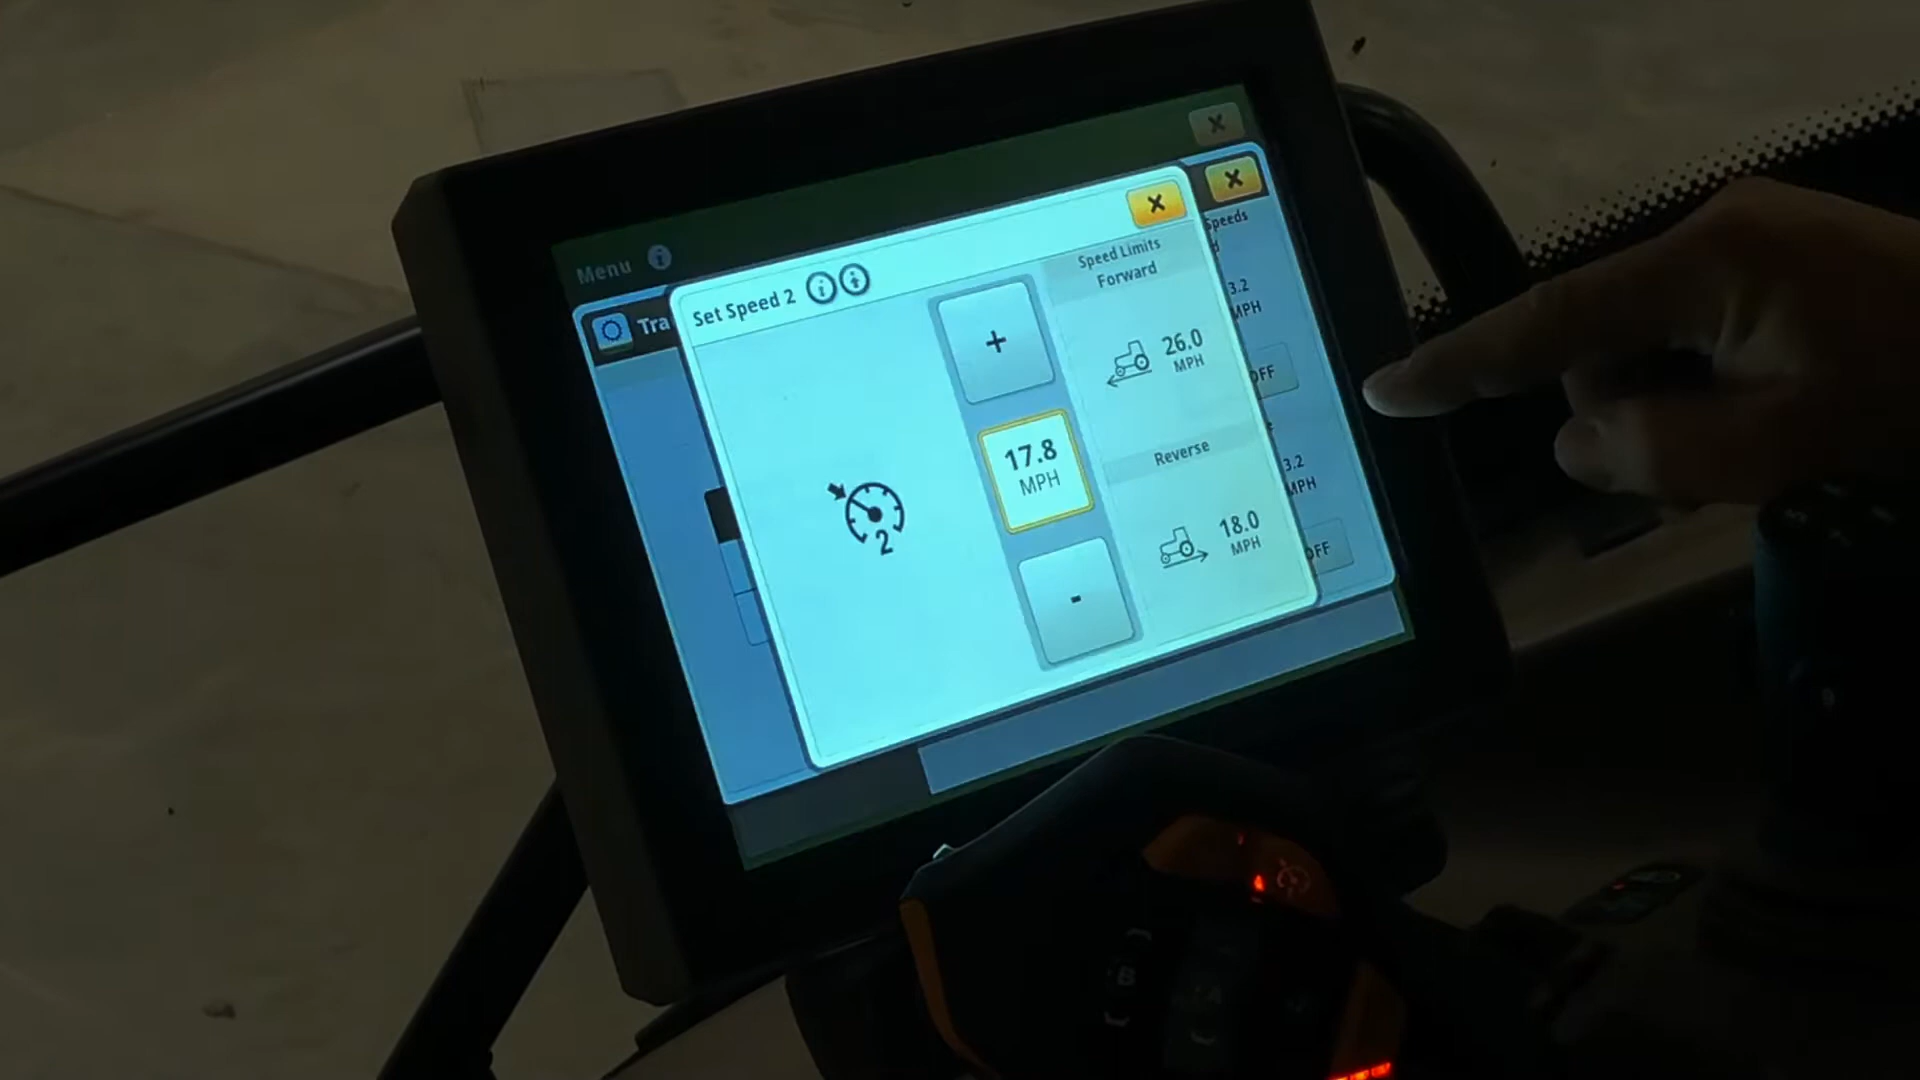 Menu
Tra
Set Speed 2
+
17.8
MPH
-
Speed Limits
Forward
26.0
MPH
Reverse
18.0
MPH
Speeds
d
3.2
MPH
OFF
3.2
MPH
OFF
2
B
A